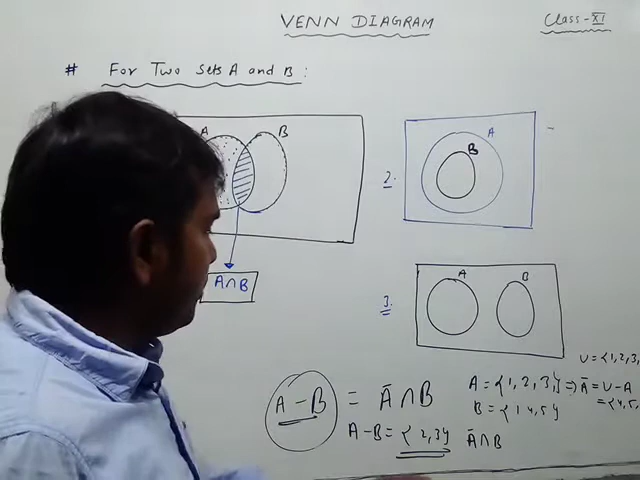 VENN DIAGRAM
Class-XI
# For Two Sets A and B :
A B
A∩B
2.
A
B
3.
A B
A - B = Ā ∩ B
A-B = {2,3}
A = {1, 2, 3} => Ā = U - A
B = {1 4, 5}
Ā∩B
U = {1, 2, 3,
= {4, 5,